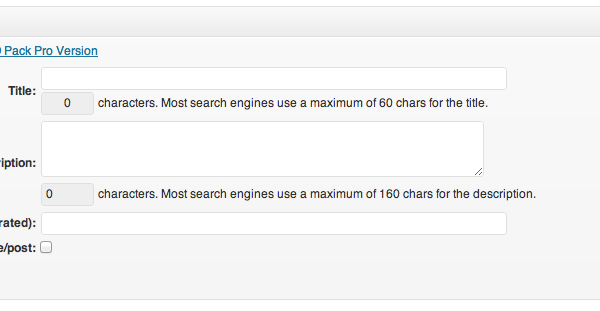 Pack Pro Version
Title:
0 characters. Most search engines use a maximum of 60 chars for the title.
iption:
0 characters. Most search engines use a maximum of 160 chars for the description.
rated):
e/post: